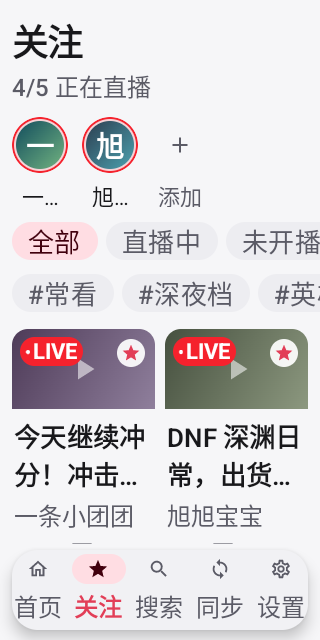 关注
4/5 正在直播
一 旭
一... 旭... 添加
全部 直播中 未开播
#常看 #深夜档 #英
LIVE LIVE
今天继续冲分！冲击...
DNF 深渊日常，出货...
一条小团团 旭旭宝宝
首页 关注 搜索 同步 设置